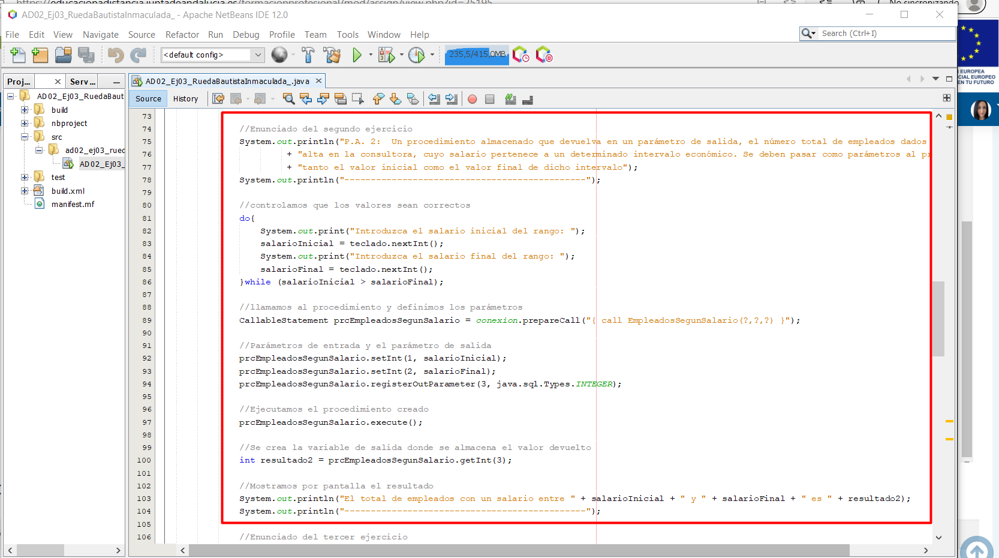 https://educacionadistancia.juntadeandalucia.es/formacionprofesional/mod/assign/view.php?id=25195
No sincronizando
AD02_Ej03_RuedaBautistaInmaculada_ - Apache NetBeans IDE 12.0
File Edit View Navigate Source Refactor Run Debug Profile Team Tools Window Help
Search (Ctrl+I)
<default config>
235,5/415,0MB
Proj... Serv...
AD02_Ej03_RuedaBaut
build
nbproject
src
ad02_ej03_rued
AD02_Ej03_
test
build.xml
manifest.mf
AD02_Ej03_RuedaBautistaInmaculada_.java
Source History
73
74 //Enunciado del segundo ejercicio
75 System.out.println("P.A. 2:  Un procedimiento almacenado que devuelva en un parámetro de salida, el número total de empleados dados
76 + "alta en la consultora, cuyo salario pertenece a un determinado intervalo económico. Se deben pasar como parámetros al pr
77 + "tanto el valor inicial como el valor final de dicho intervalo");
78 System.out.println("----------------------------------------------");
79
80 //controlamos que los valores sean correctos
81 do{
82 System.out.print("Introduzca el salario inicial del rango: ");
83 salarioInicial = teclado.nextInt();
84 System.out.print("Introduzca el salario final del rango: ");
85 salarioFinal = teclado.nextInt();
86 }while (salarioInicial > salarioFinal);
87
88 //llamamos al procedimiento y definimos los parámetros
89 CallableStatement prcEmpleadosSegunSalario = conexion.prepareCall("{ call EmpleadosSegunSalario(?,?,?) }");
90
91 //Parámetros de entrada y el parámetro de salida
92 prcEmpleadosSegunSalario.setInt(1, salarioInicial);
93 prcEmpleadosSegunSalario.setInt(2, salarioFinal);
94 prcEmpleadosSegunSalario.registerOutParameter(3, java.sql.Types.INTEGER);
95
96 //Ejecutamos el procedimiento creado
97 prcEmpleadosSegunSalario.execute();
98
99 //Se crea la variable de salida donde se almacena el valor devuelto
100 int resultado2 = prcEmpleadosSegunSalario.getInt(3);
101
102 //Mostramos por pantalla el resultado
103 System.out.println("El total de empleados con un salario entre " + salarioInicial + " y " + salarioFinal + " es " + resultado2);
104 System.out.println("----------------------------------------------");
105
106 //Enunciado del tercer ejercicio
EUROPEA
CIAL EUROPEO
EN TU FUTURO